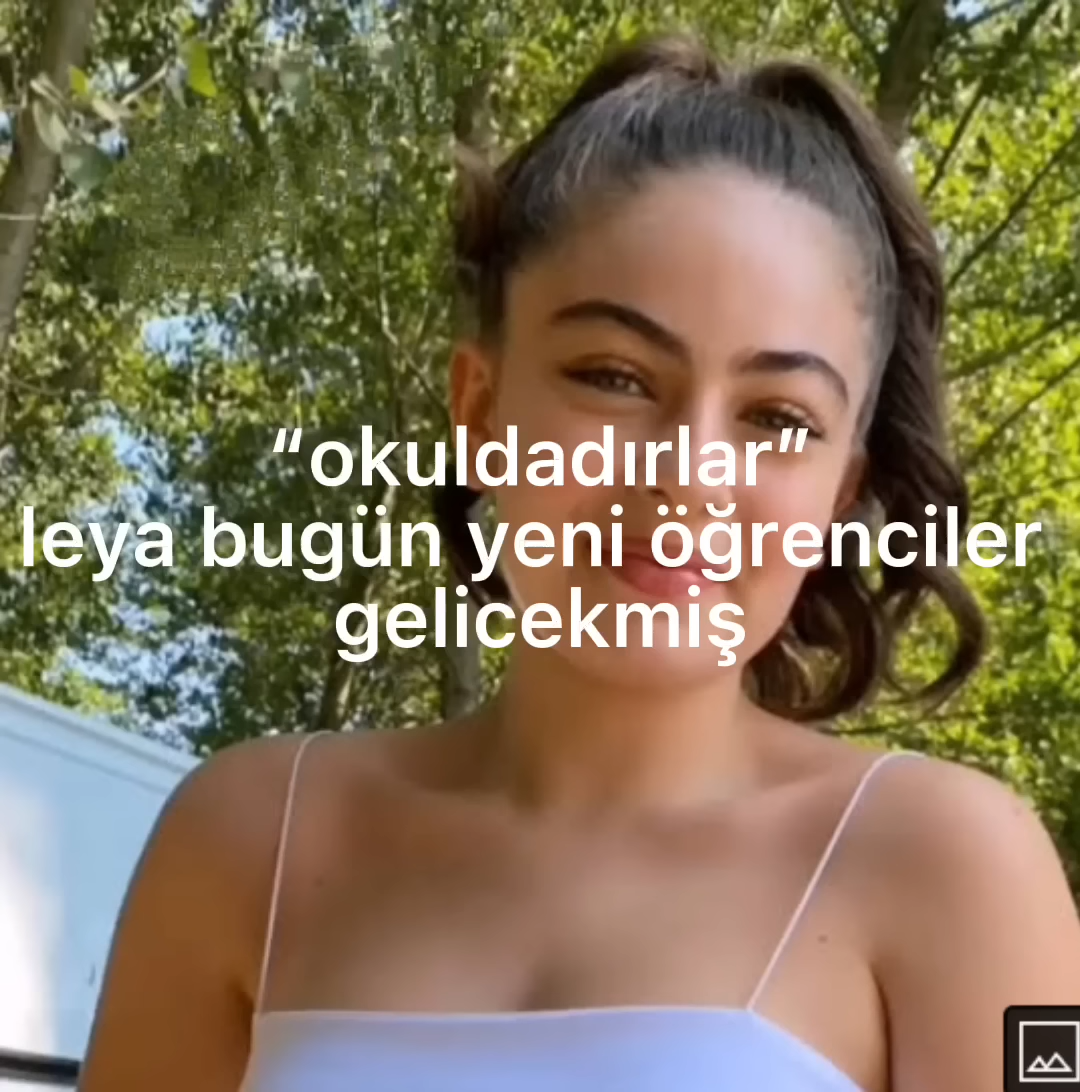 “okuldadırlar”
leya bugün yeni öğrenciler
gelicekmiş